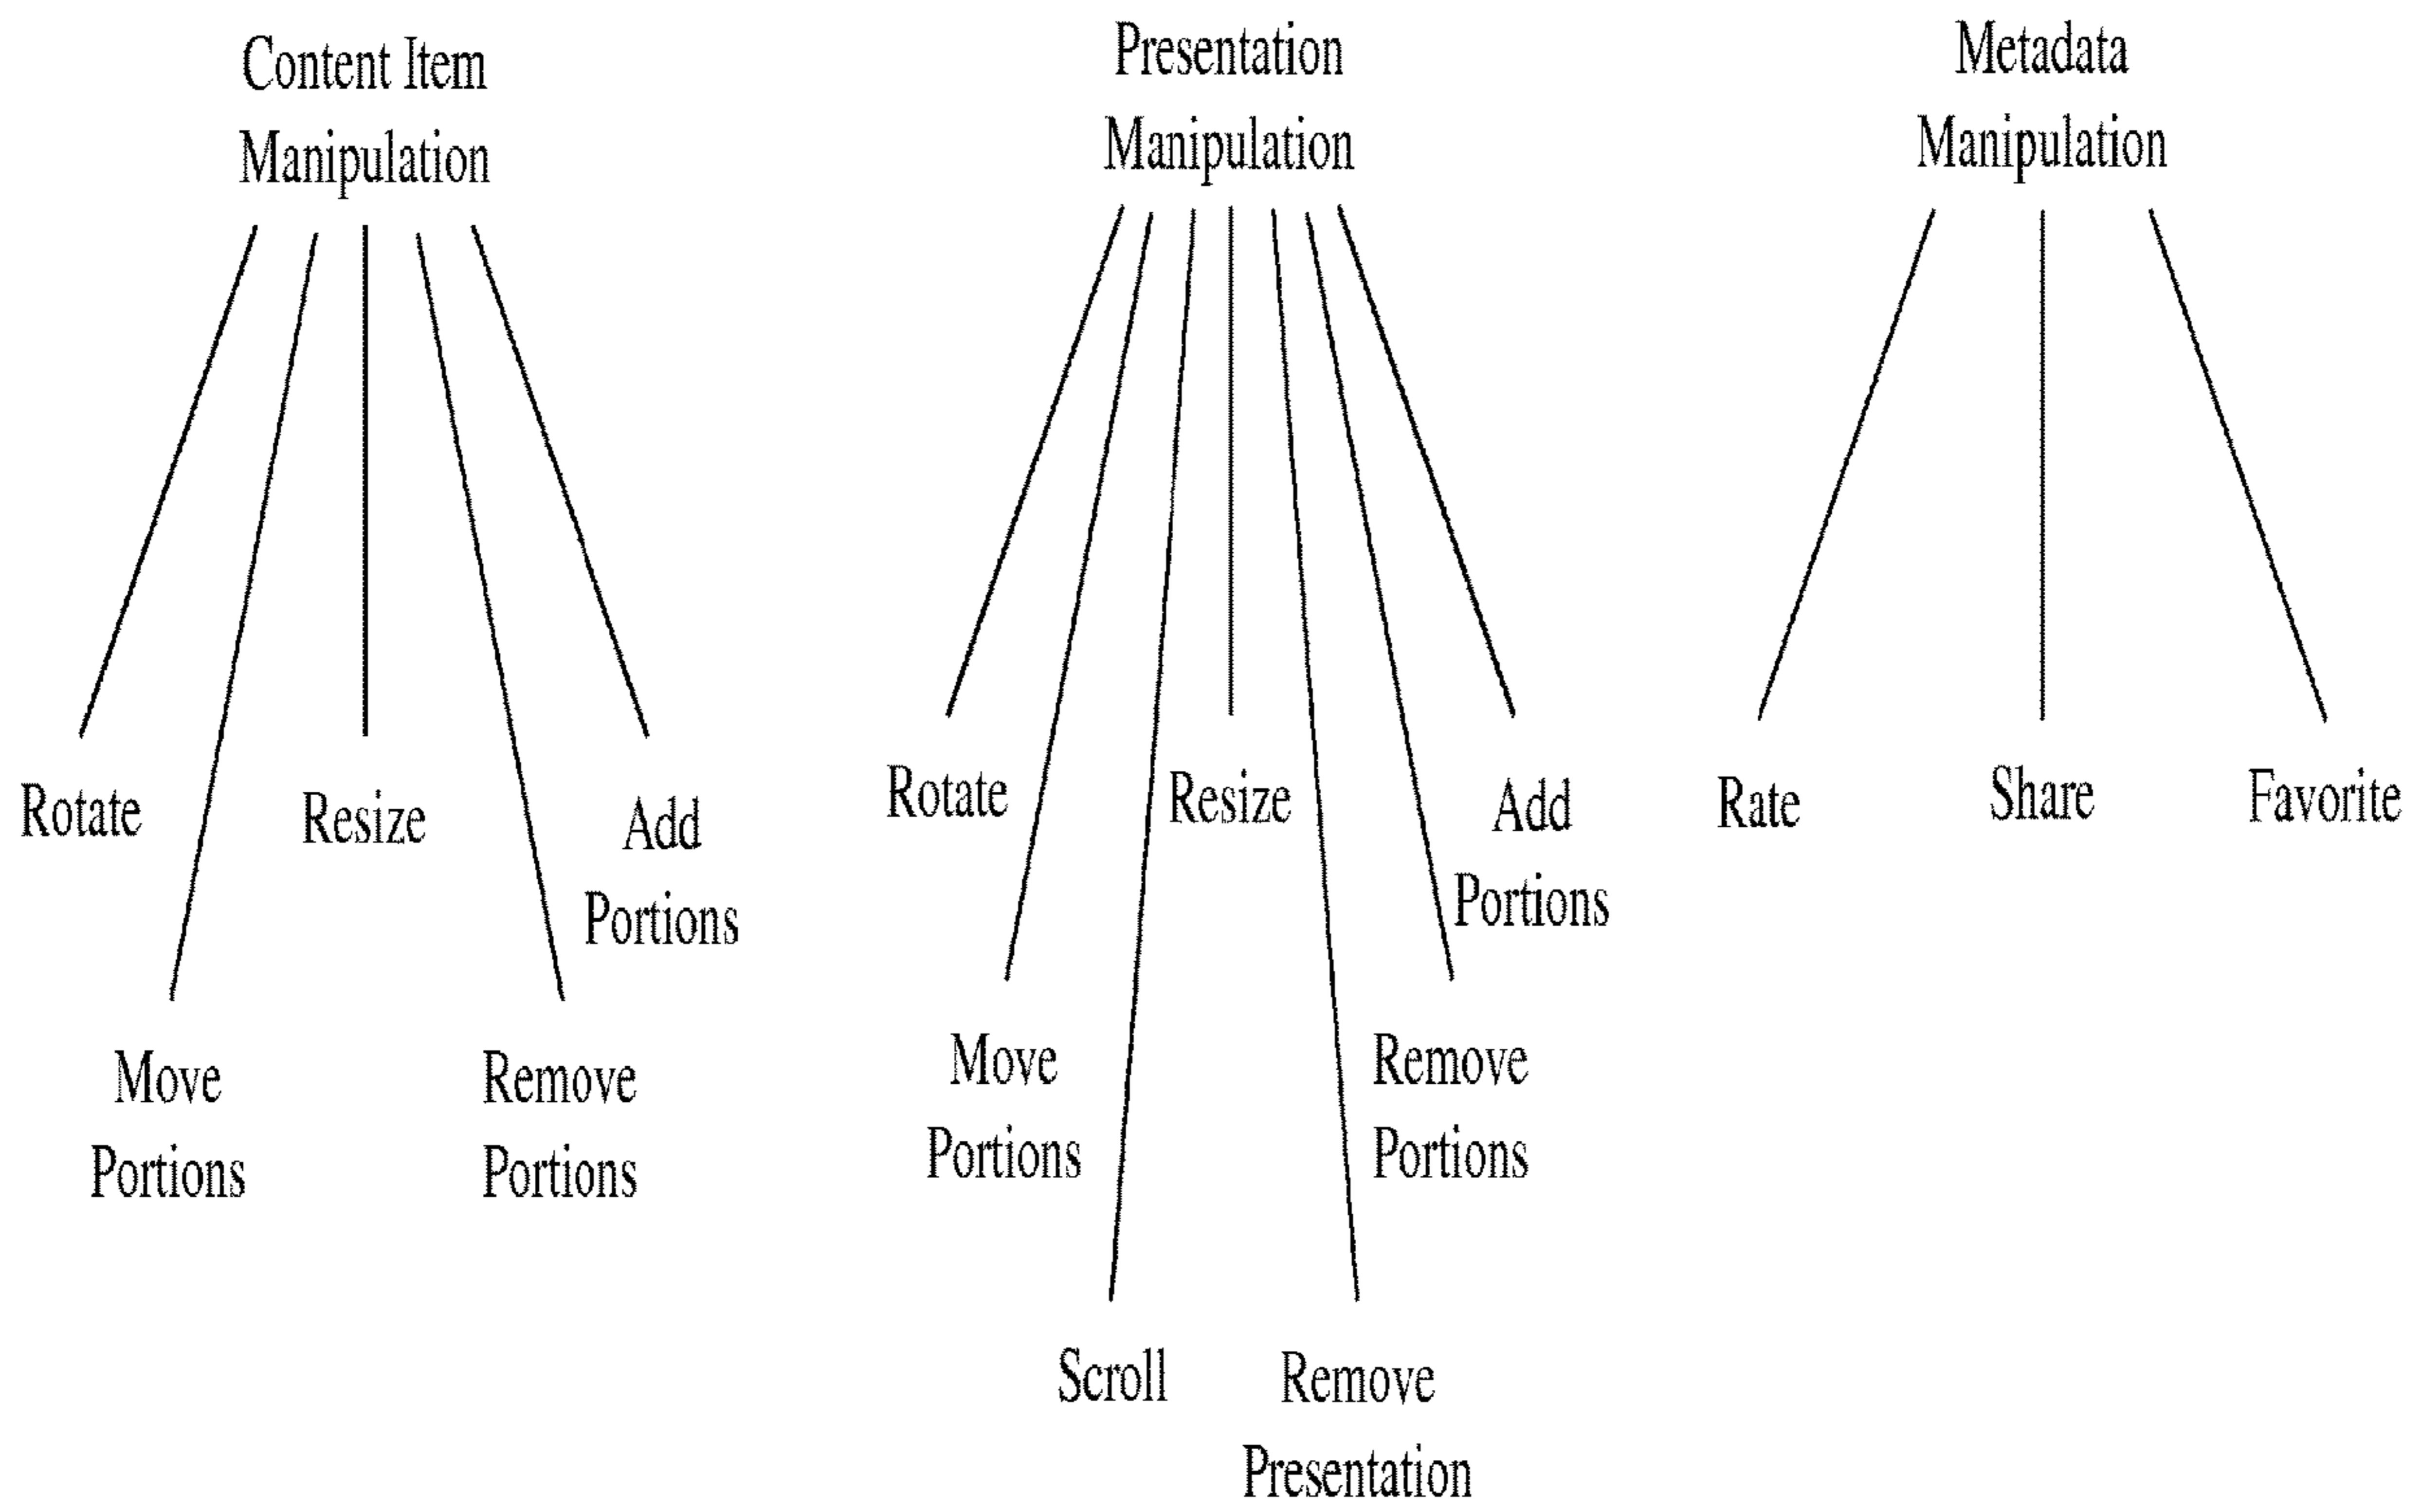 Content Item
Manipulation
Rotate
Resize
Add
Portions
Move
Portions
Remove
Portions
Presentation
Manipulation
Rotate
Resize
Add
Portions
Move
Portions
Remove
Portions
Scroll
Remove
Presentation
Metadata
Manipulation
Rate
Share
Favorite